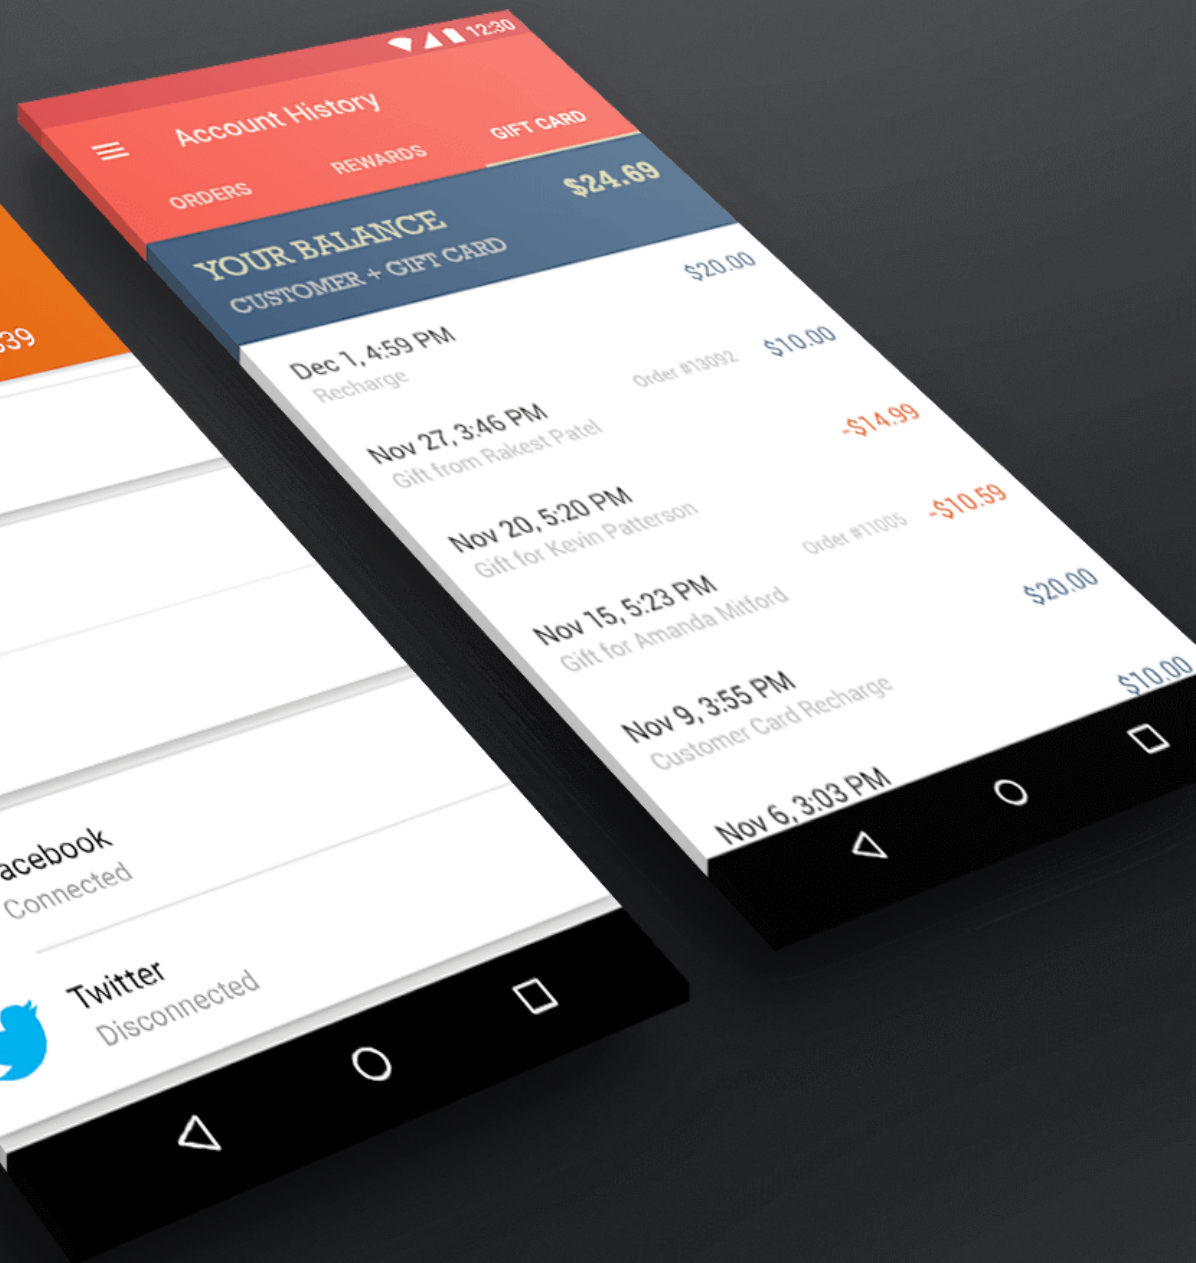 12:30
Account History
ORDERS REWARDS GIFT CARD
YOUR BALANCE $24.69
CUSTOMER + GIFT CARD
Dec 1, 4:59 PM $20.00
Recharge
Nov 27, 3:46 PM Order #13092 $10.00
Gift from Rakest Patel
Nov 20, 5:20 PM -$14.99
Gift for Kevin Patterson
Nov 15, 5:23 PM Order #11005 -$10.59
Gift for Amanda Mitford
Nov 9, 3:55 PM $20.00
Customer Card Recharge
Nov 6, 3:03 PM $10.00
39
acebook
Connected
Twitter
Disconnected